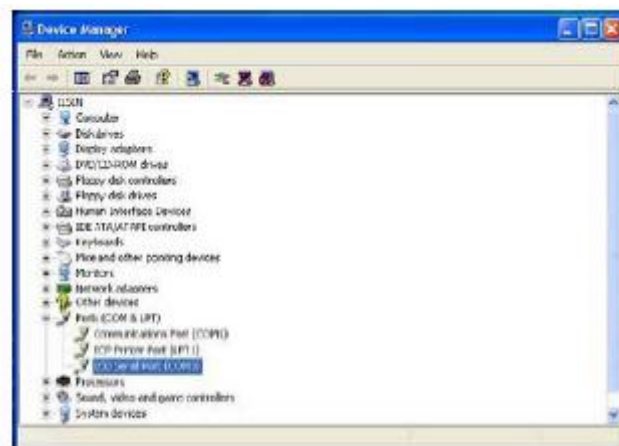 Device Manager
File Action View Help
Computer
Disk drives
Display adapters
DVD/CD-ROM drives
Floppy disk controllers
Floppy disk drives
Human Interface Devices
IDE ATA/ATAPI controllers
Keyboards
Mice and other pointing devices
Monitors
Network adapters
Other devices
Ports (COM & LPT)
Communications Port (COM1)
ECP Printer Port (LPT1)
Serial Port
Processors
Sound, video and game controllers
System devices